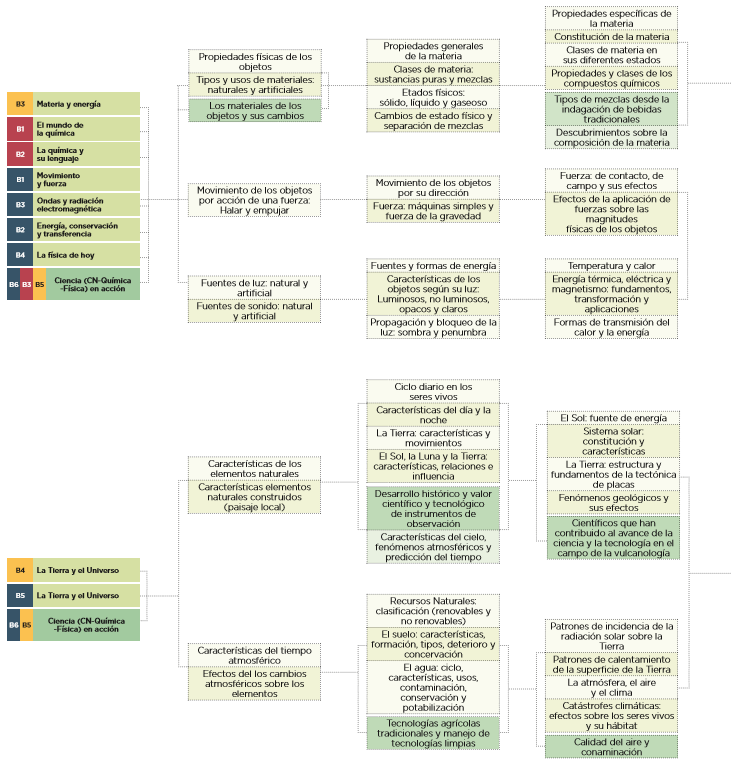 B3 Materia y energía
B1 El mundo de
la química
B2 La química y
su lenguaje
B1 Movimiento
y fuerza
B3 Ondas y radiación
electromagnética
B2 Energía, conservación
y transferencia
B4 La física de hoy
B6 B3 B5 Ciencia (CN-Química
-Física) en acción
Propiedades físicas de los
objetos
Tipos y usos de materiales:
naturales y artificiales
Los materiales de los
objetos y sus cambios
Movimiento de los objetos
por acción de una fuerza:
Halar y empujar
Fuentes de luz: natural y
artificial
Fuentes de sonido: natural
y artificial
Propiedades generales
de la materia
Clases de materia:
sustancias puras y mezclas
Etados físicos:
sólido, líquido y gaseoso
Cambios de estado físico y
separación de mezclas
Movimiento de los objetos
por su dirección
Fuerza: máquinas simples y
fuerza de la gravedad
Fuentes y formas de energía
Características de los
objetos según su luz:
Luminosos, no luminosos,
opacos y claros
Propagación y bloqueo de la
luz: sombra y penumbra
Propiedades específicas de
la materia
Constitución de la materia
Clases de materia en
sus diferentes estados
Propiedades y clases de los
compuestos químicos
Tipos de mezclas desde la
indagación de bebidas
tradicionales
Descubrimientos sobre la
composición de la materia
Fuerza: de contacto, de
campo y sus efectos
Efectos de la aplicación de
fuerzas sobre las
magnitudes
físicas de los objetos
Temperatura y calor
Energía térmica, eléctrica y
magnetismo: fundamentos,
transformación y
aplicaciones
Formas de transmisión del
calor y la energía
B4 La Tierra y el Universo
B5 La Tierra y el Universo
B6 B5 Ciencia (CN-Química
-Física) en acción
Características de los
elementos naturales
Características elementos
naturales construidos
(paisaje local)
Características del tiempo
atmosférico
Efectos del los cambios
atmosféricos sobre los
elementos
Ciclo diario en los
seres vivos
Características del día y la
noche
La Tierra: características y
movimientos
El Sol, la Luna y la Tierra:
características, relaciones e
influencia
Desarrollo histórico y valor
científico y tecnológico
de instrumentos de
observación
Características del cielo,
fenómenos atmosféricos y
predicción del tiempo
Recursos Naturales:
clasificación (renovables y
no renovables)
El suelo: características,
formación, tipos, deterioro y
concervación
El agua: ciclo,
características, usos,
contaminación,
conservación y
potabilización
Tecnologías agrícolas
tradicionales y manejo de
tecnologías limpias
El Sol: fuente de energía
Sistema solar:
constitución y
características
La Tierra: estructura y
fundamentos de la tectónica
de placas
Fenómenos geológicos y
sus efectos
Científicos que han
contribuido al avance de la
ciencia y la tecnología en el
campo de la vulcanología
Patrones de incidencia de la
radiación solar sobre la
Tierra
Patrones de calentamiento
de la superficie de la Tierra
La atmósfera, el aire
y el clima
Catástrofes climáticas:
efectos sobre los seres vivos
y su hábitat
Calidad del aire y
conaminación